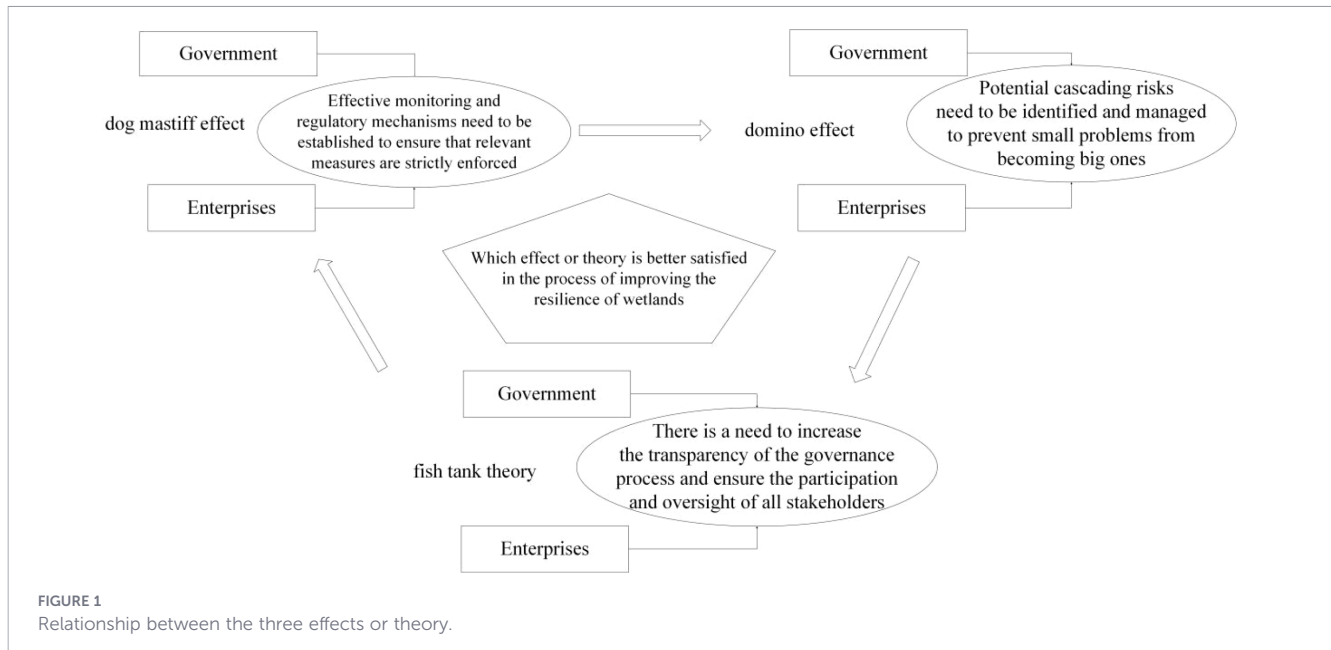 Government
dog mastiff effect
Effective monitoring and
regulatory mechanisms need to be
established to ensure that relevant
measures are strictly enforced
Enterprises
Government
domino effect
Potential cascading risks
need to be identified and managed
to prevent small problems from
becoming big ones
Enterprises
Which effect or theory is better satisfied
in the process of improving the
resilience of wetlands
Government
fish tank theory
There is a need to increase
the transparency of the governance
process and ensure the participation
and oversight of all stakeholders
Enterprises
FIGURE 1
Relationship between the three effects or theory.